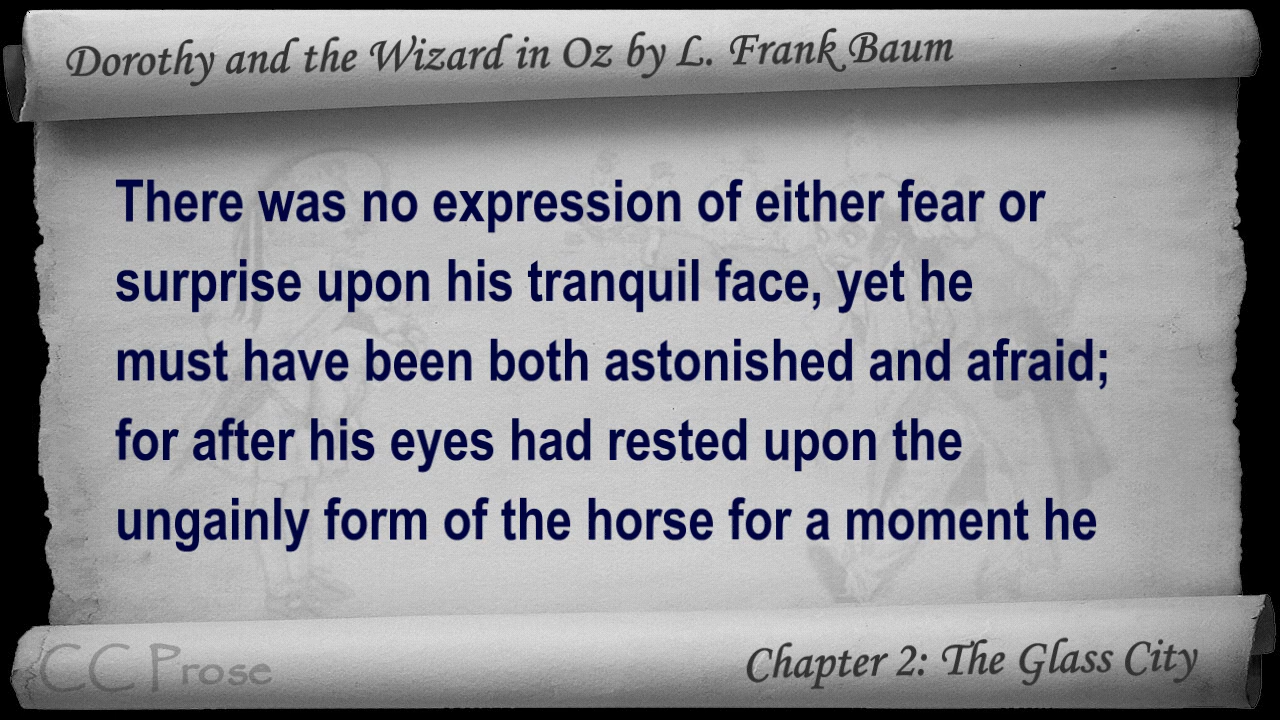 Dorothy and the Wizard in Oz by L. Frank Baum
There was no expression of either fear or
surprise upon his tranquil face, yet he
must have been both astonished and afraid;
for after his eyes had rested upon the
ungainly form of the horse for a moment he
CC Prose
Chapter 2: The Glass City